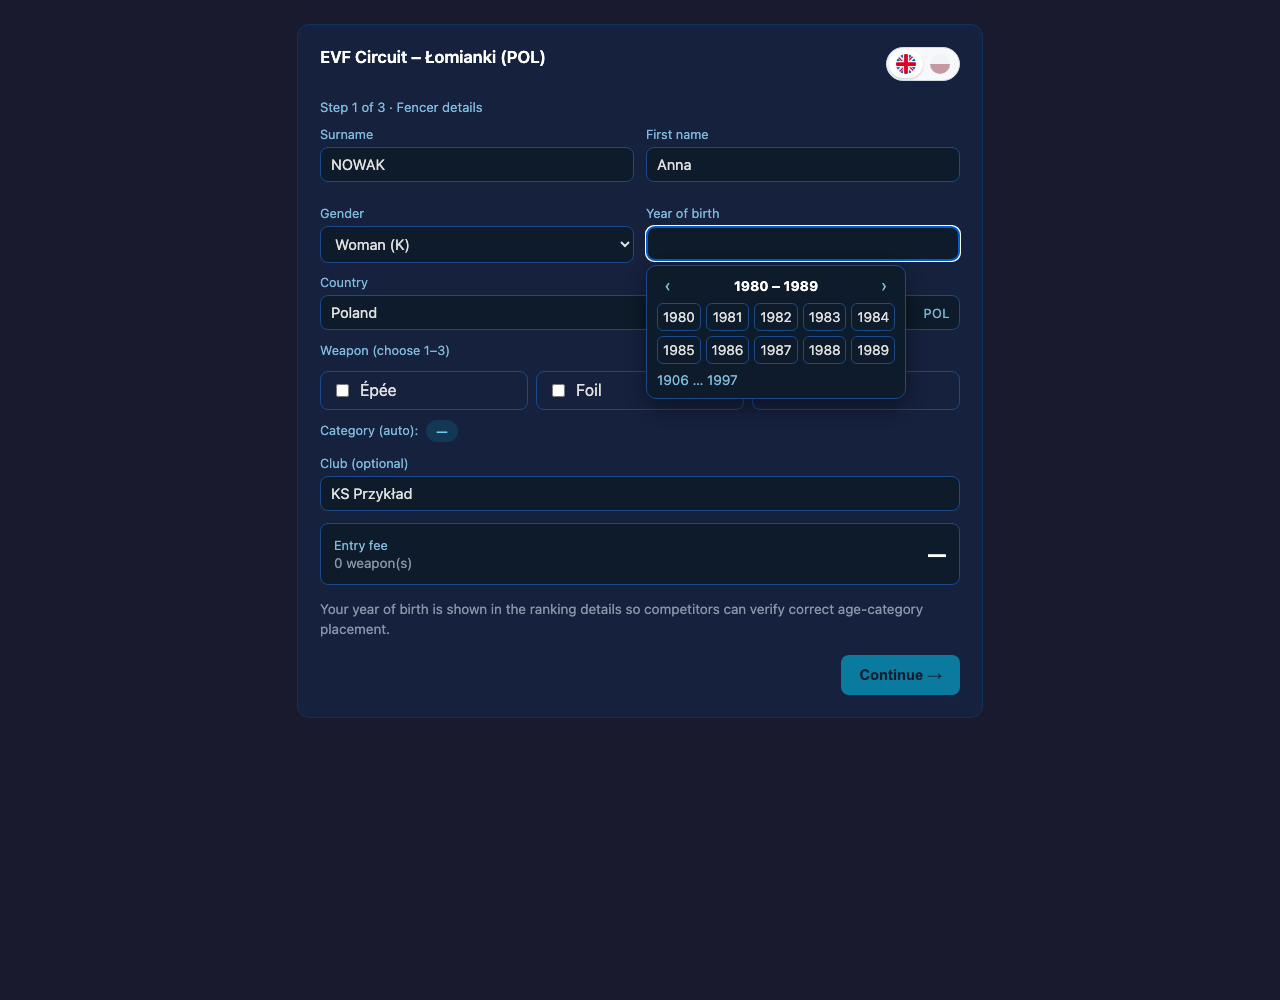 EVF Circuit – Łomianki (POL)
Step 1 of 3 · Fencer details
Surname
First name
NOWAK
Anna
Gender
Year of birth
Woman (K)
‹ 1980 – 1989 ›
1980 1981 1982 1983 1984
1985 1986 1987 1988 1989
1906 ... 1997
Country
Poland
POL
Weapon (choose 1–3)
Épée
Foil
Category (auto): —
Club (optional)
KS Przykład
Entry fee
0 weapon(s)
—
Your year of birth is shown in the ranking details so competitors can verify correct age-category
placement.
Continue →